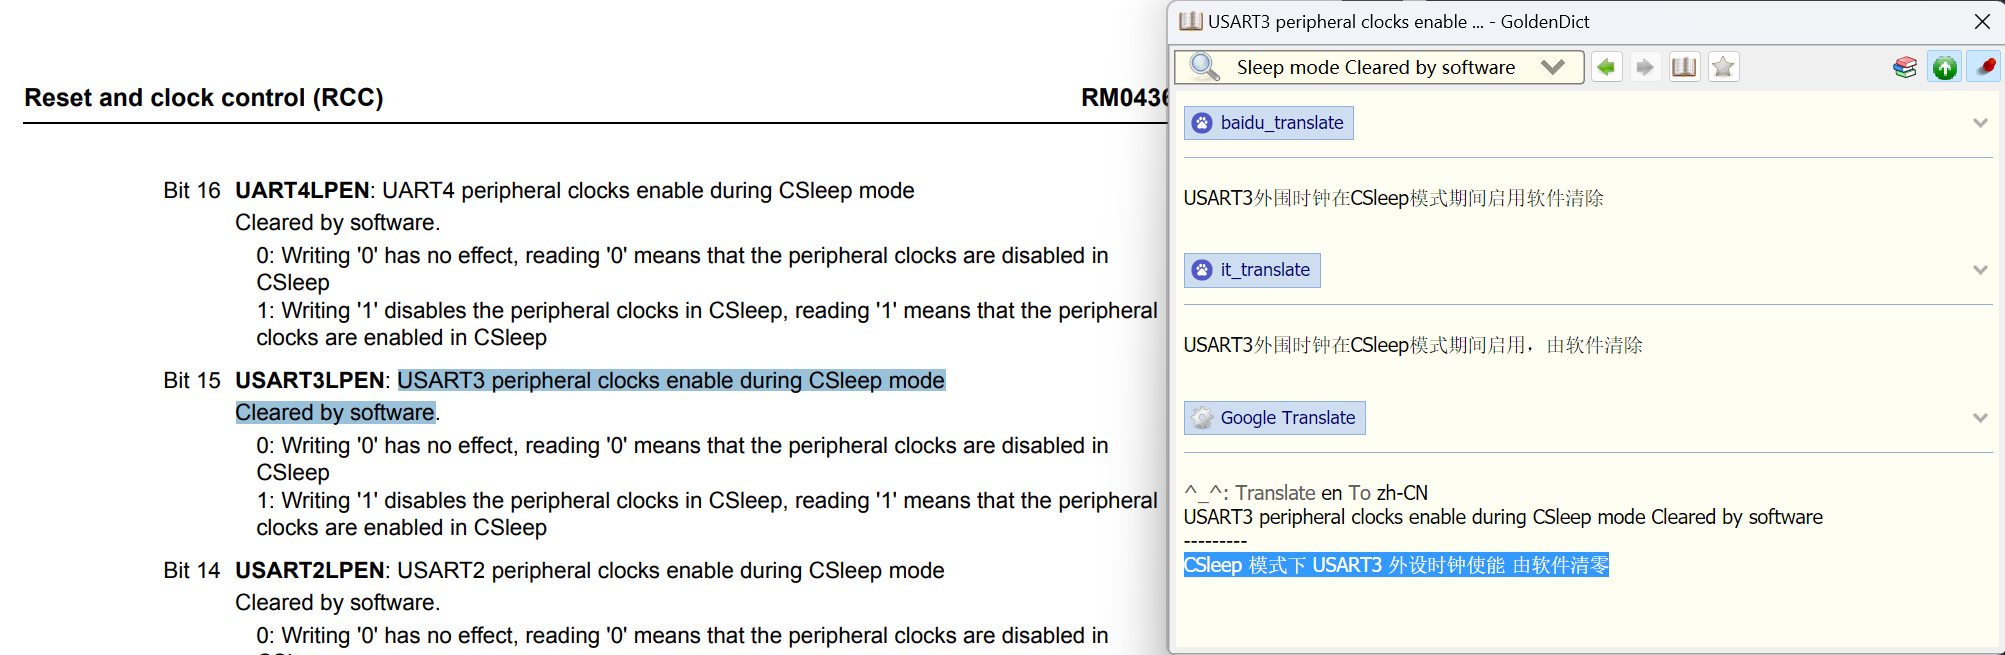 Reset and clock control (RCC)
RM0436
Bit 16 UART4LPEN: UART4 peripheral clocks enable during CSleep mode
Cleared by software.
0: Writing '0' has no effect, reading '0' means that the peripheral clocks are disabled in
CSleep
1: Writing '1' disables the peripheral clocks in CSleep, reading '1' means that the peripheral
clocks are enabled in CSleep
Bit 15 USART3LPEN: USART3 peripheral clocks enable during CSleep mode
Cleared by software.
0: Writing '0' has no effect, reading '0' means that the peripheral clocks are disabled in
CSleep
1: Writing '1' disables the peripheral clocks in CSleep, reading '1' means that the peripheral
clocks are enabled in CSleep
Bit 14 USART2LPEN: USART2 peripheral clocks enable during CSleep mode
Cleared by software.
0: Writing '0' has no effect, reading '0' means that the peripheral clocks are disabled in
USART3 peripheral clocks enable ... - GoldenDict
Sleep mode Cleared by software
baidu_translate
USART3外围时钟在CSleep模式期间启用软件清除
it_translate
USART3外围时钟在CSleep模式期间启用，由软件清除
Google Translate
^_^: Translate en To zh-CN
USART3 peripheral clocks enable during CSleep mode Cleared by software
---------
CSleep 模式下 USART3 外设时钟使能 由软件清零